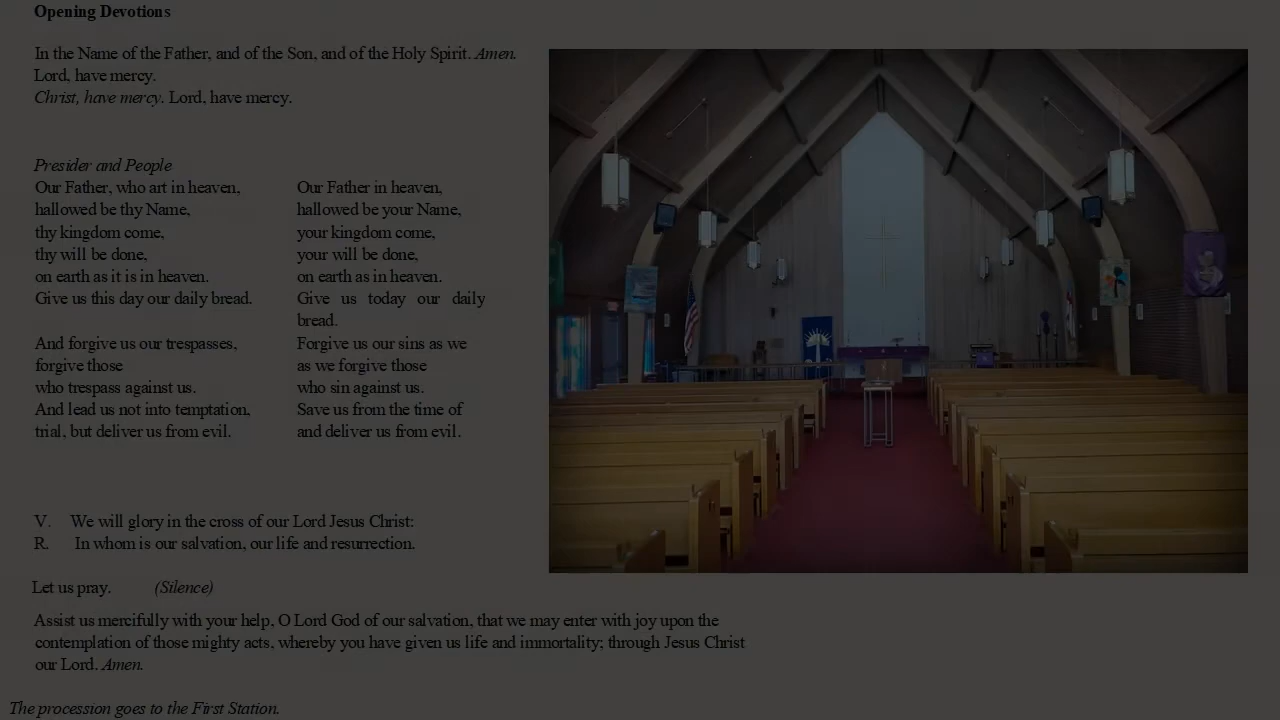 Opening Devotions
In the Name of the Father, and of the Son, and of the Holy Spirit. Amen.
Lord, have mercy.
Christ, have mercy. Lord, have mercy.
Presider and People
Our Father, who art in heaven,
hallowed be thy Name,
thy kingdom come,
thy will be done,
on earth as it is in heaven.
Give us this day our daily bread.
And forgive us our trespasses,
forgive those
who trespass against us.
And lead us not into temptation,
trial, but deliver us from evil.
Our Father in heaven,
hallowed be your Name,
your kingdom come,
your will be done,
on earth as in heaven.
Give us today our daily
bread.
Forgive us our sins as we
as we forgive those
who sin against us.
Save us from the time of
and deliver us from evil.
V. We will glory in the cross of our Lord Jesus Christ:
R. In whom is our salvation, our life and resurrection.
Let us pray. (Silence)
Assist us mercifully with your help, O Lord God of our salvation, that we may enter with joy upon the
contemplation of those mighty acts, whereby you have given us life and immortality; through Jesus Christ
our Lord. Amen.
The procession goes to the First Station.